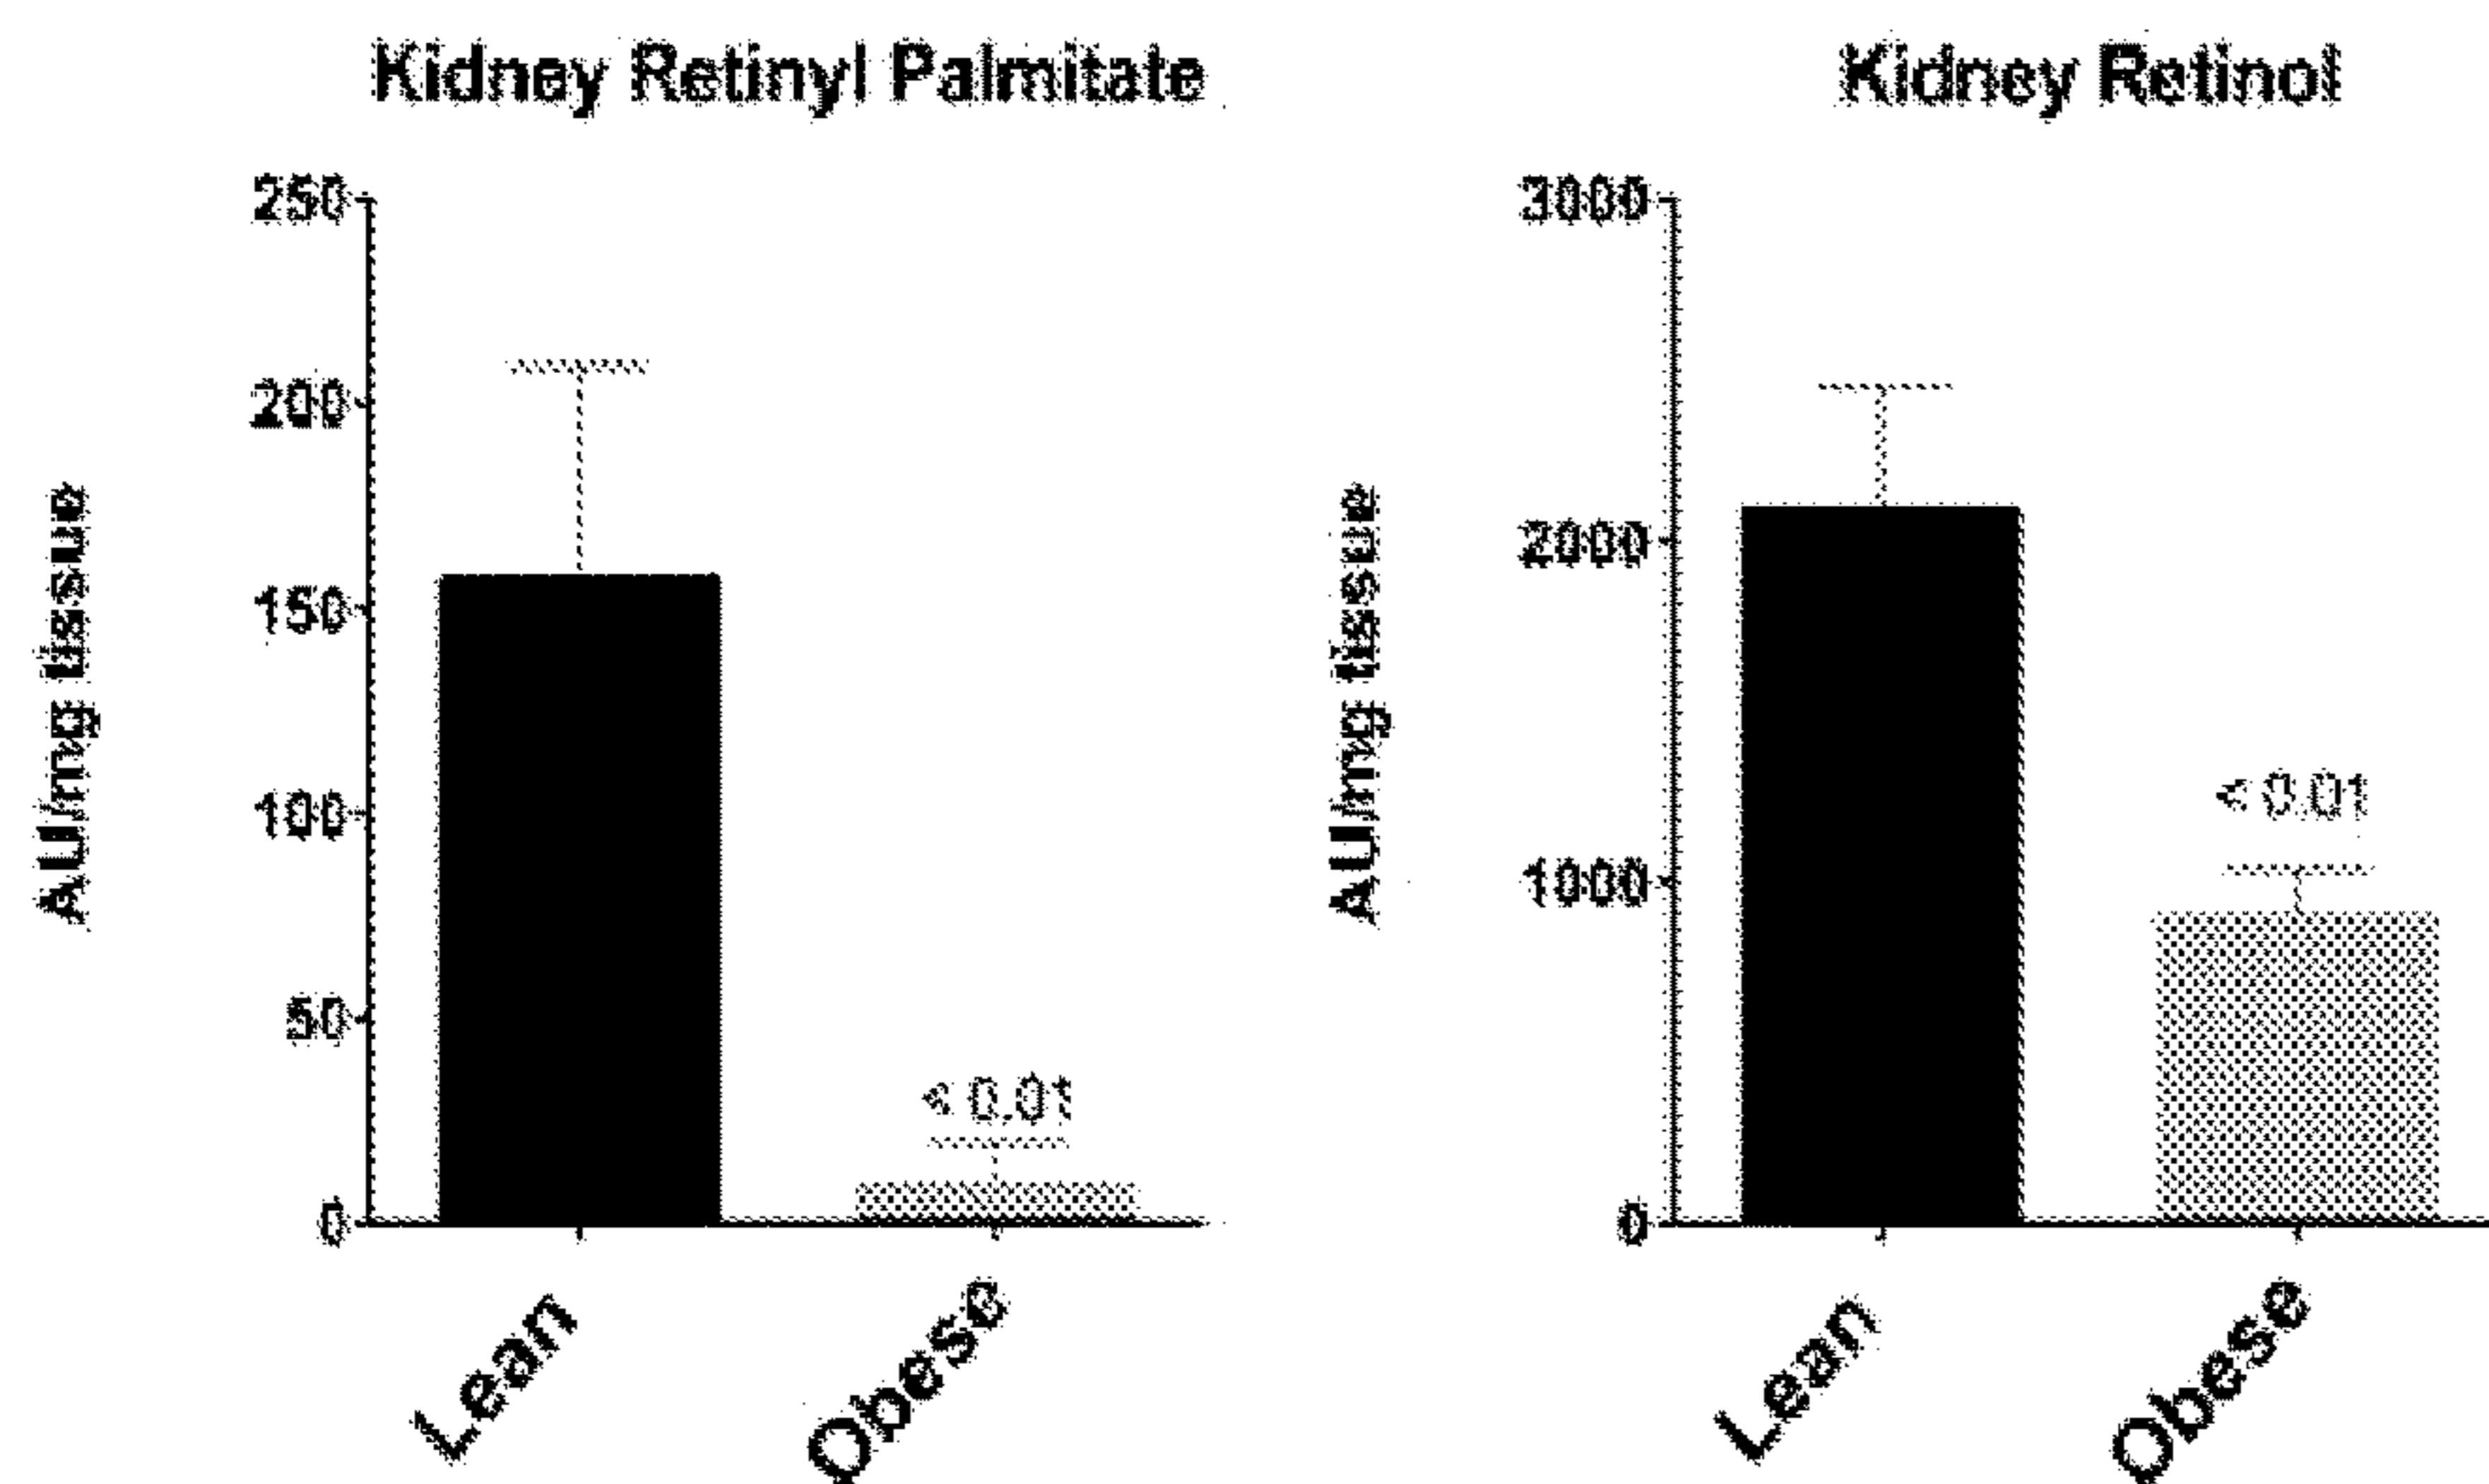 Kidney Retinyl Palmitate
250
200
150
100
50
0
AU/mg tissue
< 0.01
Lean
Obese
Kidney Retinol
3000
2000
1000
0
AU/mg tissue
< 0.01
Lean
Obese